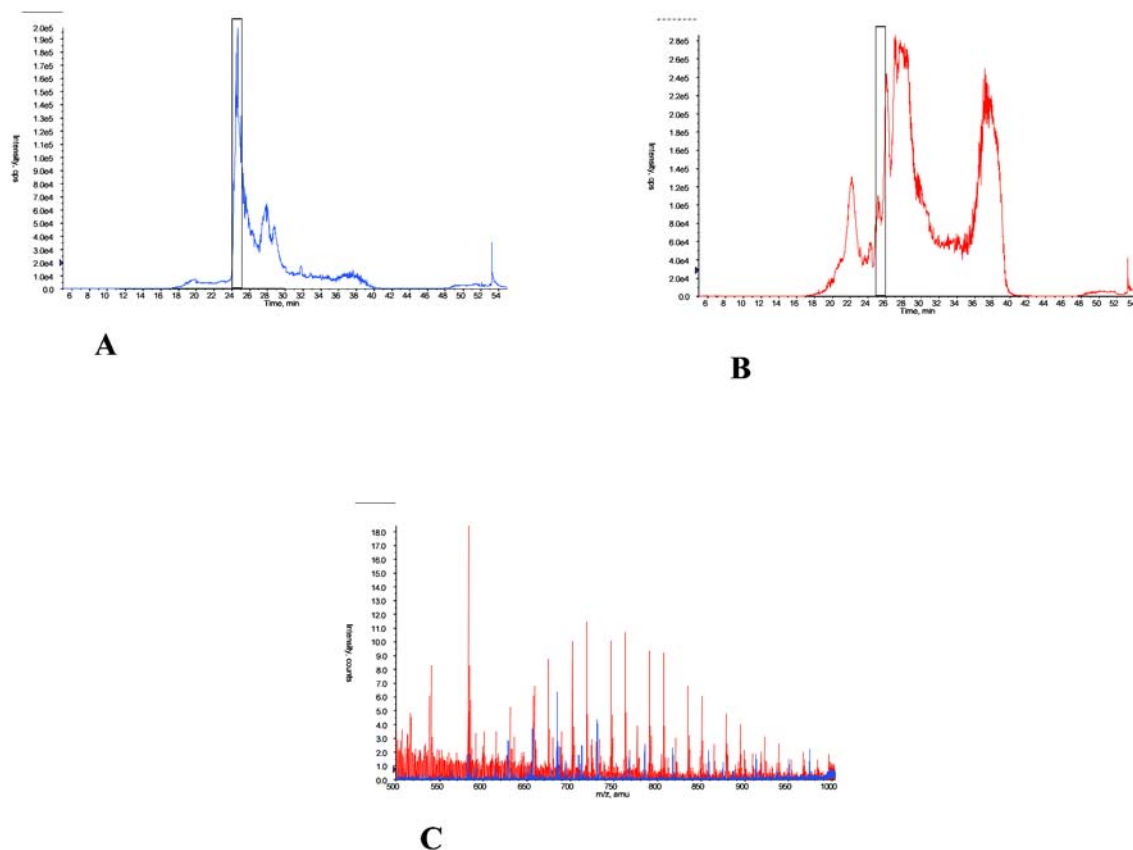 2.0e5
1.9e5
1.8e5
1.7e5
1.6e5
1.5e5
1.4e5
1.3e5
1.2e5
1.1e5
1.0e5
9.0e4
8.0e4
7.0e4
6.0e4
5.0e4
4.0e4
3.0e4
2.0e4
1.0e4
0.0
Intensity, cps
6 8 10 12 14 16 18 20 22 24 26 28 30 32 34 36 38 40 42 44 46 48 50 52 54
Time, min
A
2.8e5
2.6e5
2.4e5
2.2e5
2.0e5
1.8e5
1.6e5
1.4e5
1.2e5
1.0e5
8.0e4
6.0e4
4.0e4
2.0e4
0.0
Intensity, cps
6 8 10 12 14 16 18 20 22 24 26 28 30 32 34 36 38 40 42 44 46 48 50 52 54
Time, min
B
18.0
17.0
16.0
15.0
14.0
13.0
12.0
11.0
10.0
9.0
8.0
7.0
6.0
5.0
4.0
3.0
2.0
1.0
0.0
Intensity, counts
500 550 600 650 700 750 800 850 900 950 1000
m/z, amu
C